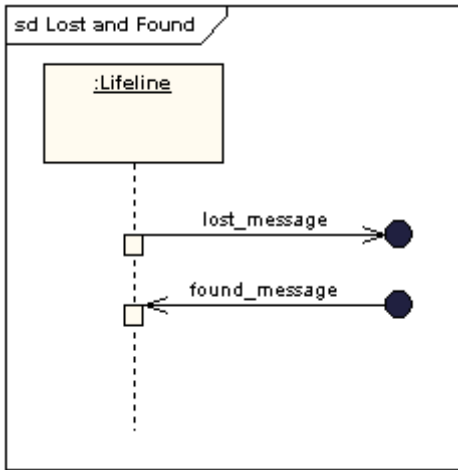 sd Lost and Found
:Lifeline
lost_message
found_message